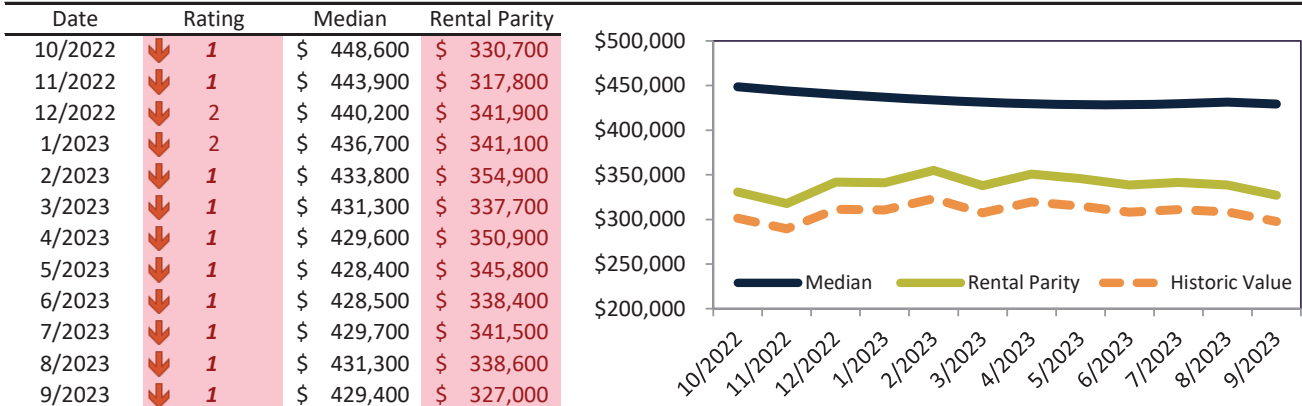 Date Rating Median Rental Parity
10/2022 1 $ 448,600 $ 330,700
11/2022 1 $ 443,900 $ 317,800
12/2022 2 $ 440,200 $ 341,900
1/2023 2 $ 436,700 $ 341,100
2/2023 1 $ 433,800 $ 354,900
3/2023 1 $ 431,300 $ 337,700
4/2023 1 $ 429,600 $ 350,900
5/2023 1 $ 428,400 $ 345,800
6/2023 1 $ 428,500 $ 338,400
7/2023 1 $ 429,700 $ 341,500
8/2023 1 $ 431,300 $ 338,600
9/2023 1 $ 429,400 $ 327,000
$500,000
$450,000
$400,000
$350,000
$300,000
$250,000
$200,000
Median Rental Parity Historic Value
10/2022 11/2022 12/2022 1/2023 2/2023 3/2023 4/2023 5/2023 6/2023 7/2023 8/2023 9/2023